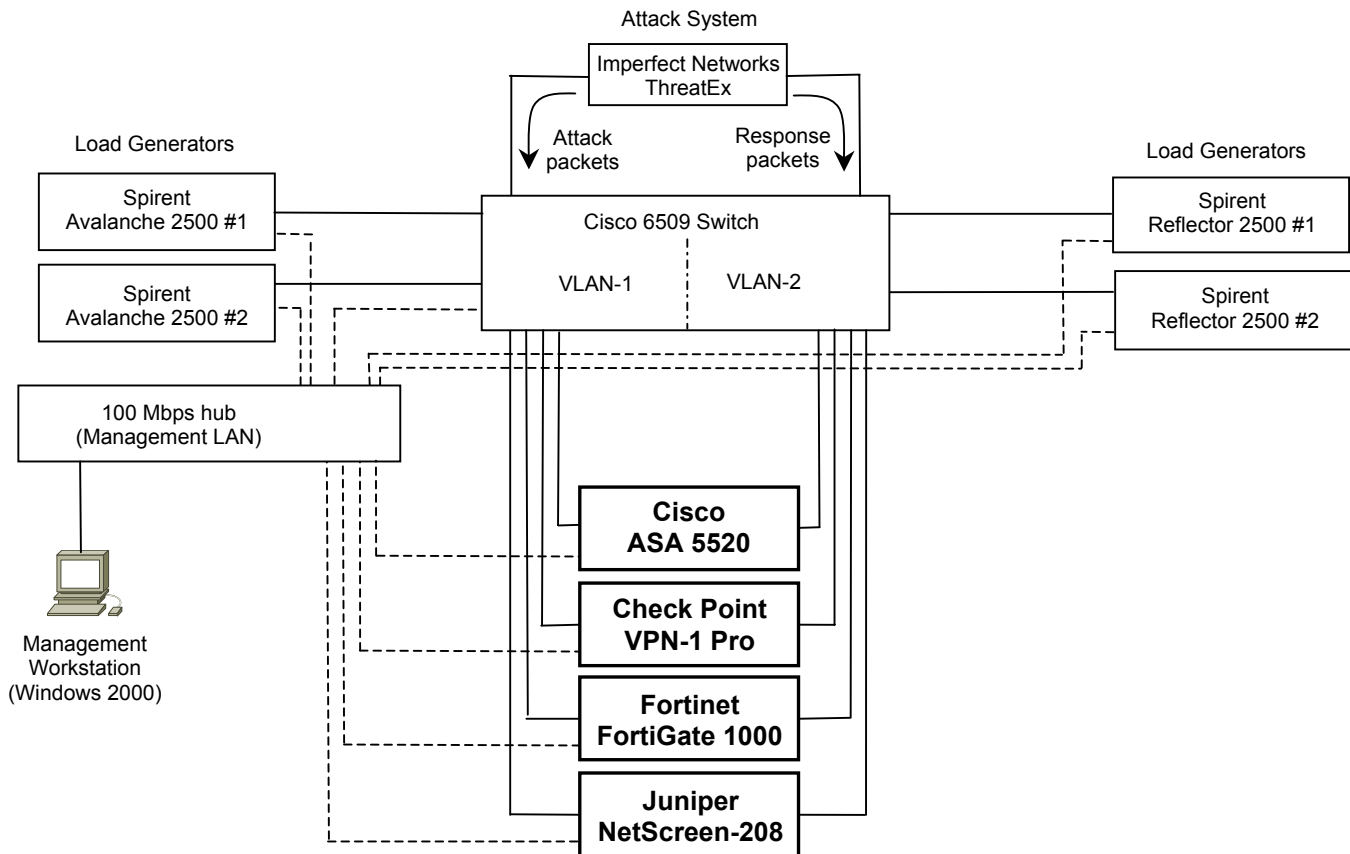 Attack System
Imperfect Networks
ThreatEx
Attack
packets
Response
packets
Load Generators
Spirent
Avalanche 2500 #1
Spirent
Avalanche 2500 #2
Load Generators
Spirent
Reflector 2500 #1
Spirent
Reflector 2500 #2
Cisco 6509 Switch
VLAN-1
VLAN-2
100 Mbps hub
(Management LAN)
Management
Workstation
(Windows 2000)
Cisco
ASA 5520
Check Point
VPN-1 Pro
Fortinet
FortiGate 1000
Juniper
NetScreen-208